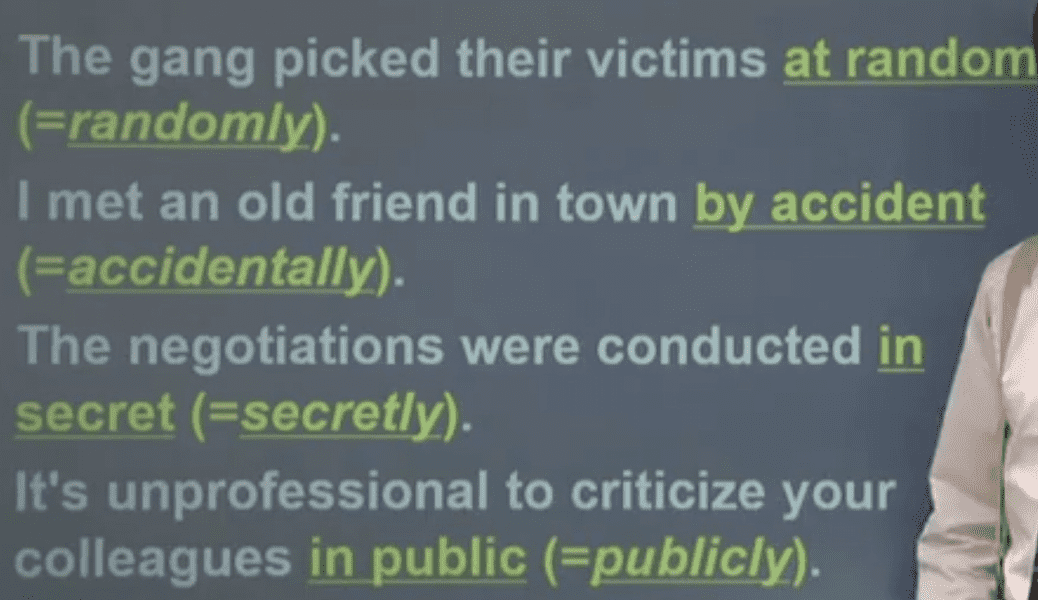 The gang picked their victims at random
(=randomly).
I met an old friend in town by accident
(=accidentally).
The negotiations were conducted in
secret (=secretly).
It's unprofessional to criticize your
colleagues in public (=publicly).